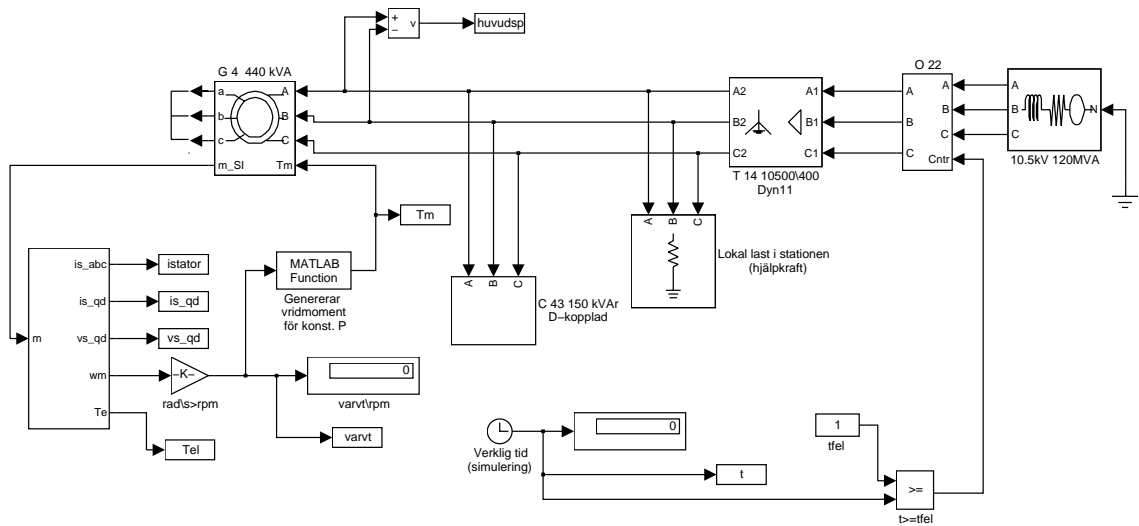 +
−
v
huvudsp
G 4 440 kVA
a
b
c
m_SI
A
B
C
Tm
A2
B2
C2
A1
B1
C1
T 14 10500\400
Dyn11
O 22
A
B
C
A
B
C
Cntr
A
B
C
N
10.5kV 120MVA
Tm
A
B
C
Lokal last i stationen
(hjälpkraft)
A
B
C
C 43 150 kVAr
D−kopplad
MATLAB
Function
Genererar
vridmoment
för konst. P
m
is_abc
is_qd
vs_qd
wm
Te
istator
is_qd
vs_qd
−K−
rad\s>rpm
0
varvt\rpm
varvt
Tel
Verklig tid
(simulering)
0
t
1
tfel
>=
t>=tfel